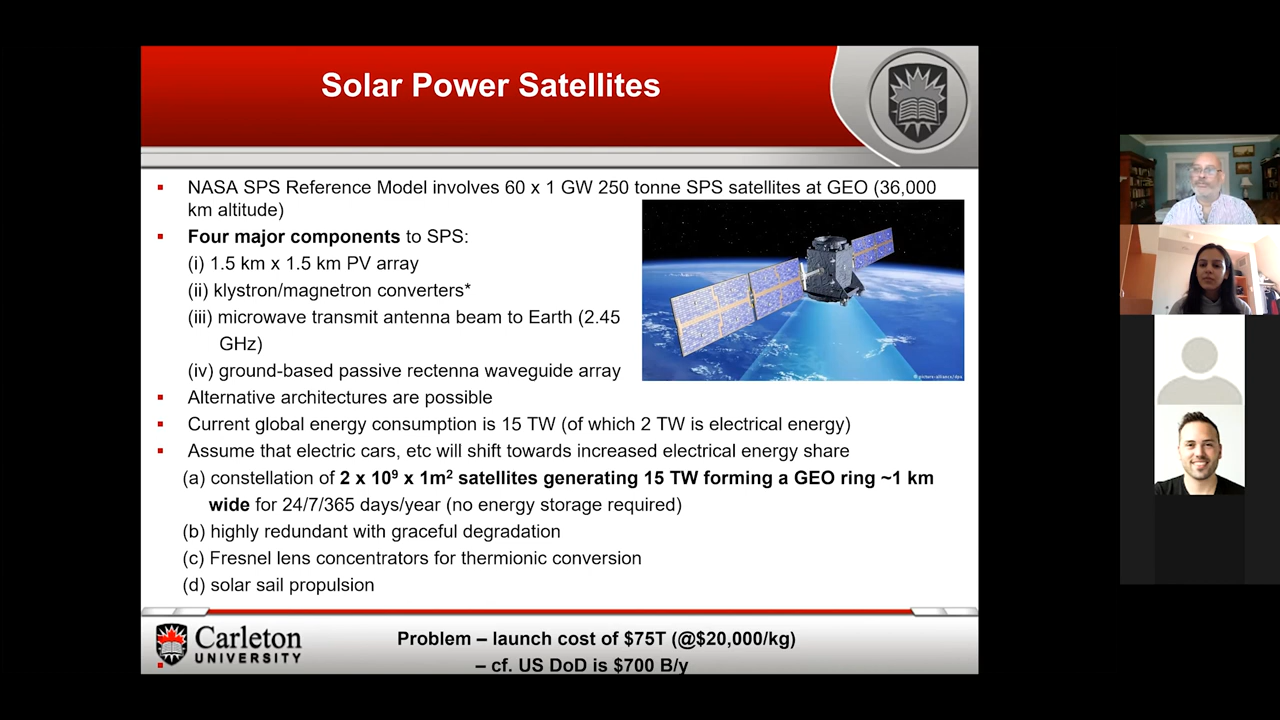 Solar Power Satellites
▪ NASA SPS Reference Model involves 60 x 1 GW 250 tonne SPS satellites at GEO (36,000
km altitude)
▪ Four major components to SPS:
(i) 1.5 km x 1.5 km PV array
(ii) klystron/magnetron converters*
(iii) microwave transmit antenna beam to Earth (2.45
GHz)
(iv) ground-based passive rectenna waveguide array
© picture-alliance/dpa
▪ Alternative architectures are possible
▪ Current global energy consumption is 15 TW (of which 2 TW is electrical energy)
▪ Assume that electric cars, etc will shift towards increased electrical energy share
(a) constellation of 2 x 10⁹ x 1m² satellites generating 15 TW forming a GEO ring ~1 km
wide for 24/7/365 days/year (no energy storage required)
(b) highly redundant with graceful degradation
(c) Fresnel lens concentrators for thermionic conversion
(d) solar sail propulsion
Carleton
UNIVERSITY
Problem – launch cost of $75T (@$20,000/kg)
– cf. US DoD is $700 B/y